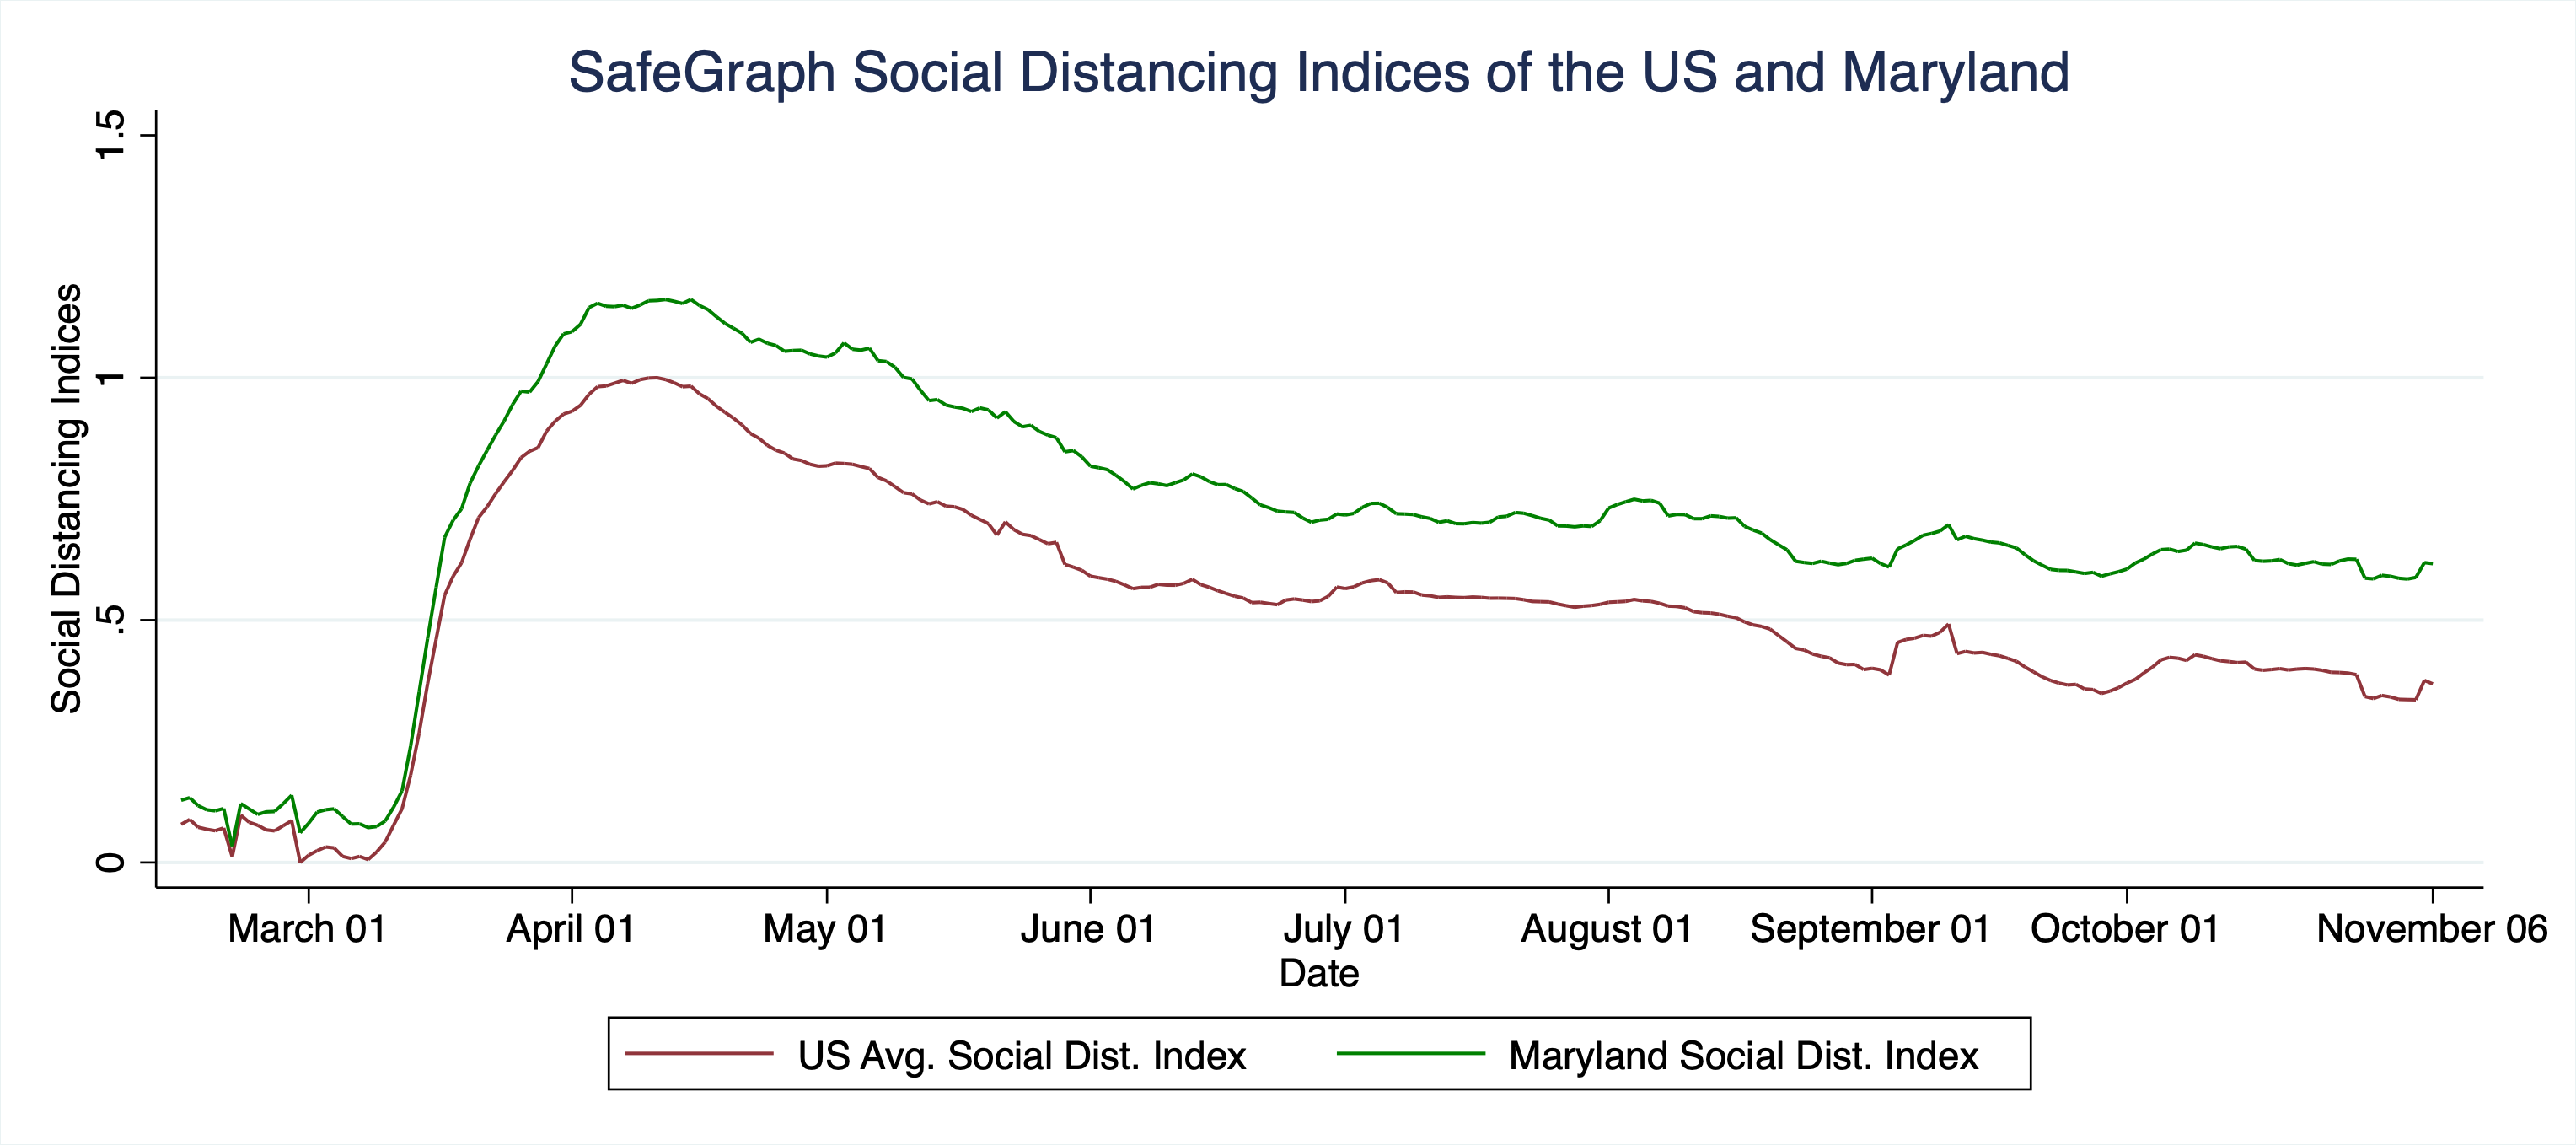 SafeGraph Social Distancing Indices of the US and Maryland
Social Distancing Indices
1.5
1
.5
0
March 01
April 01
May 01
June 01
July 01
August 01
September 01
October 01
November 06
Date
US Avg. Social Dist. Index
Maryland Social Dist. Index